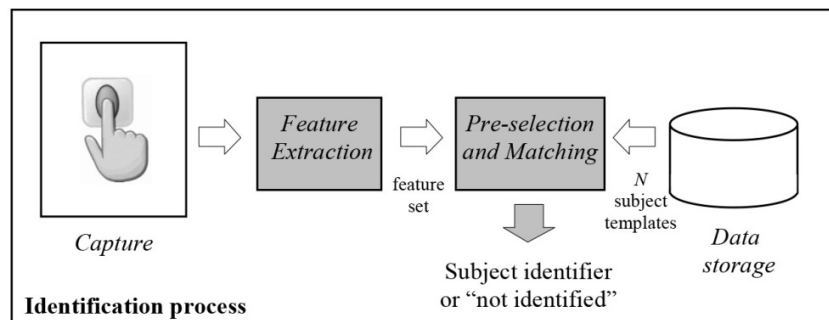 Feature
Extraction
Pre-selection
and Matching
feature
set
N
subject
templates
Capture
Data
storage
Subject identifier
or “not identified”
Identification process